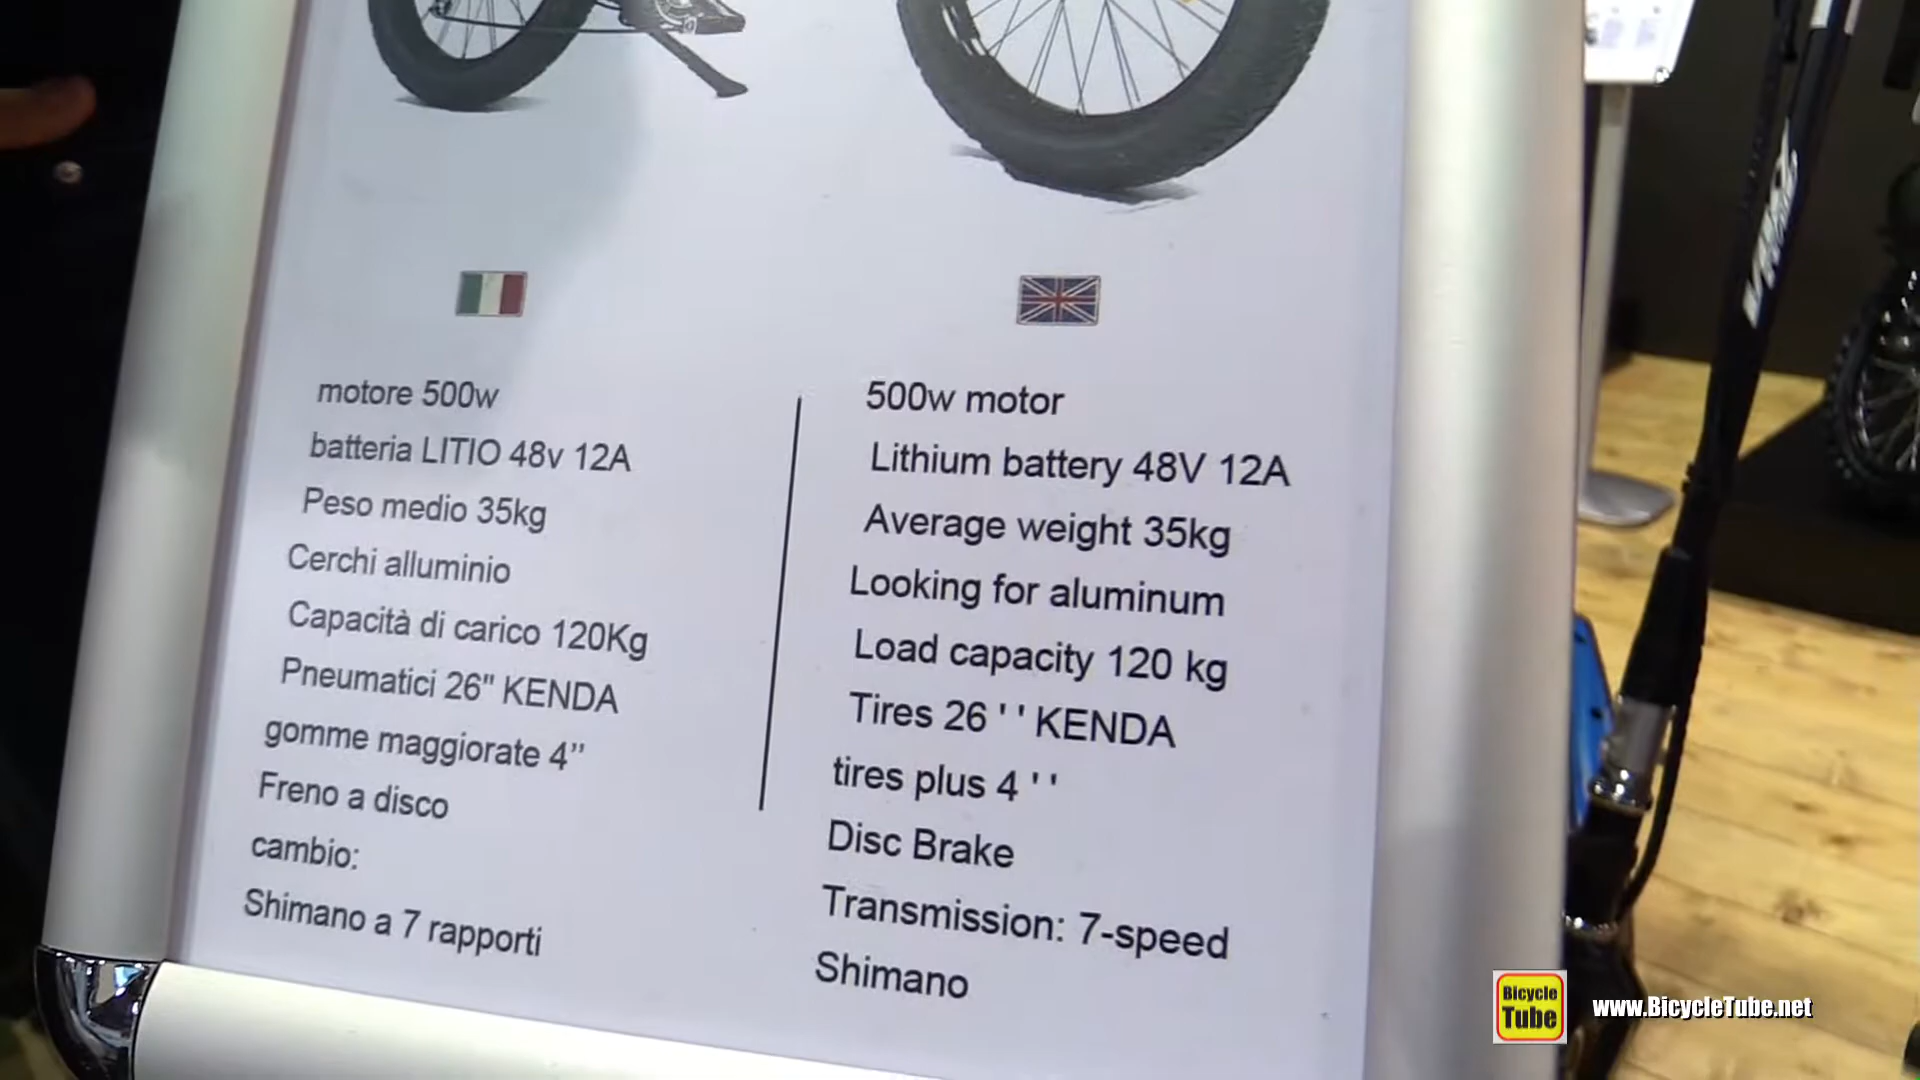 motore 500w
batteria LITIO 48v 12A
Peso medio 35kg
Cerchi alluminio
Capacità di carico 120Kg
Pneumatici 26" KENDA
gomme maggiorate 4”
Freno a disco
cambio:
Shimano a 7 rapporti
500w motor
Lithium battery 48V 12A
Average weight 35kg
Looking for aluminum
Load capacity 120 kg
Tires 26 ' ' KENDA
tires plus 4 ' '
Disc Brake
Transmission: 7-speed
Shimano
Bicycle
Tube
www.BicycleTube.net